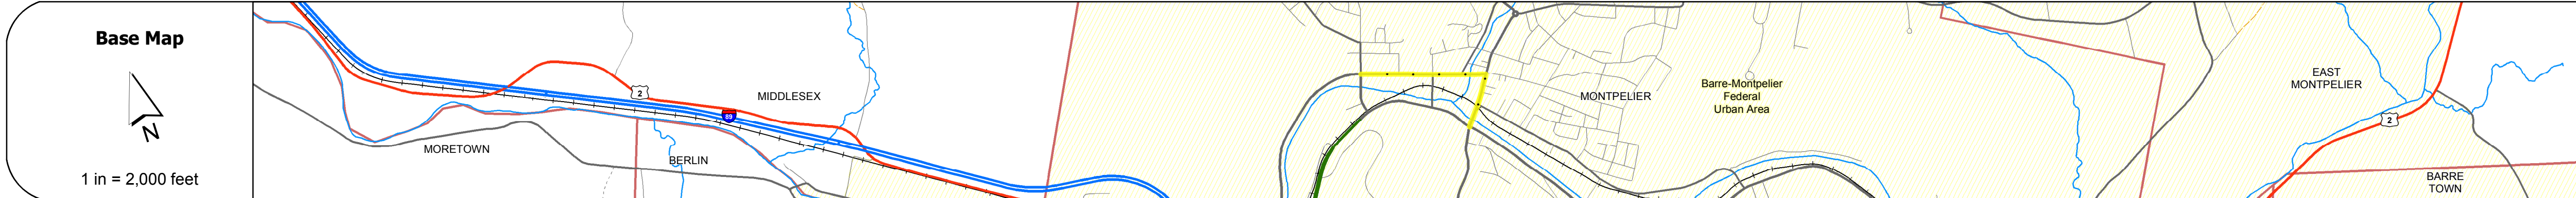 Base Map
N
1 in = 2,000 feet
2
89
MIDDLESEX
MORETOWN
BERLIN
MONTPELIER
Barre-Montpelier
Federal
Urban Area
EAST
MONTPELIER
2
BARRE
TOWN